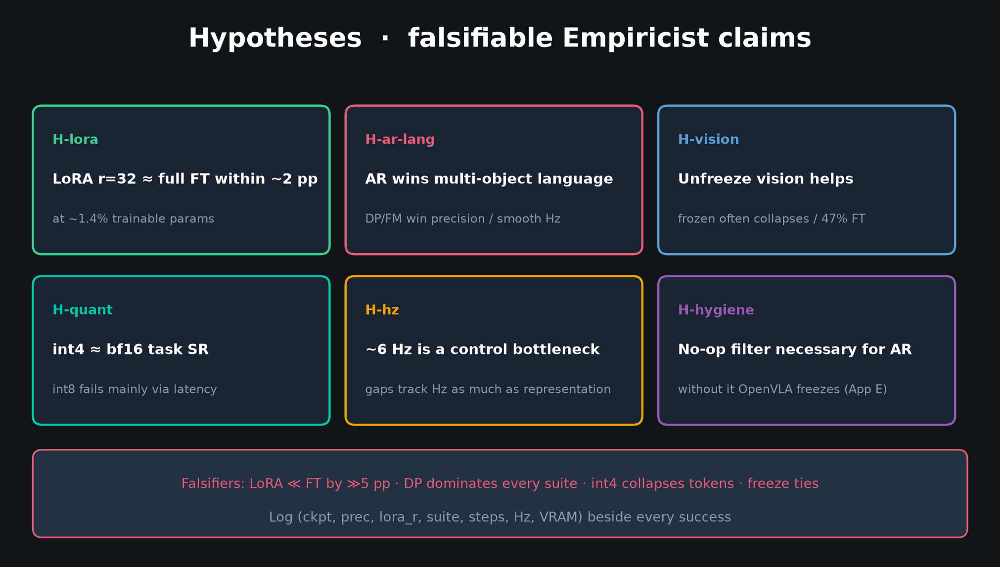 Hypotheses · falsifiable Empiricist claims
H-lora
LoRA r=32 ≈ full FT within ~2 pp
at ~1.4% trainable params
H-ar-lang
AR wins multi-object language
DP/FM win precision / smooth Hz
H-vision
Unfreeze vision helps
frozen often collapses / 47% FT
H-quant
int4 ≈ bf16 task SR
int8 fails mainly via latency
H-hz
~6 Hz is a control bottleneck
gaps track Hz as much as representation
H-hygiene
No-op filter necessary for AR
without it OpenVLA freezes (App E)
Falsifiers: LoRA ≪ FT by ≫5 pp · DP dominates every suite · int4 collapses tokens · freeze ties
Log (ckpt, prec, lora_r, suite, steps, Hz, VRAM) beside every success